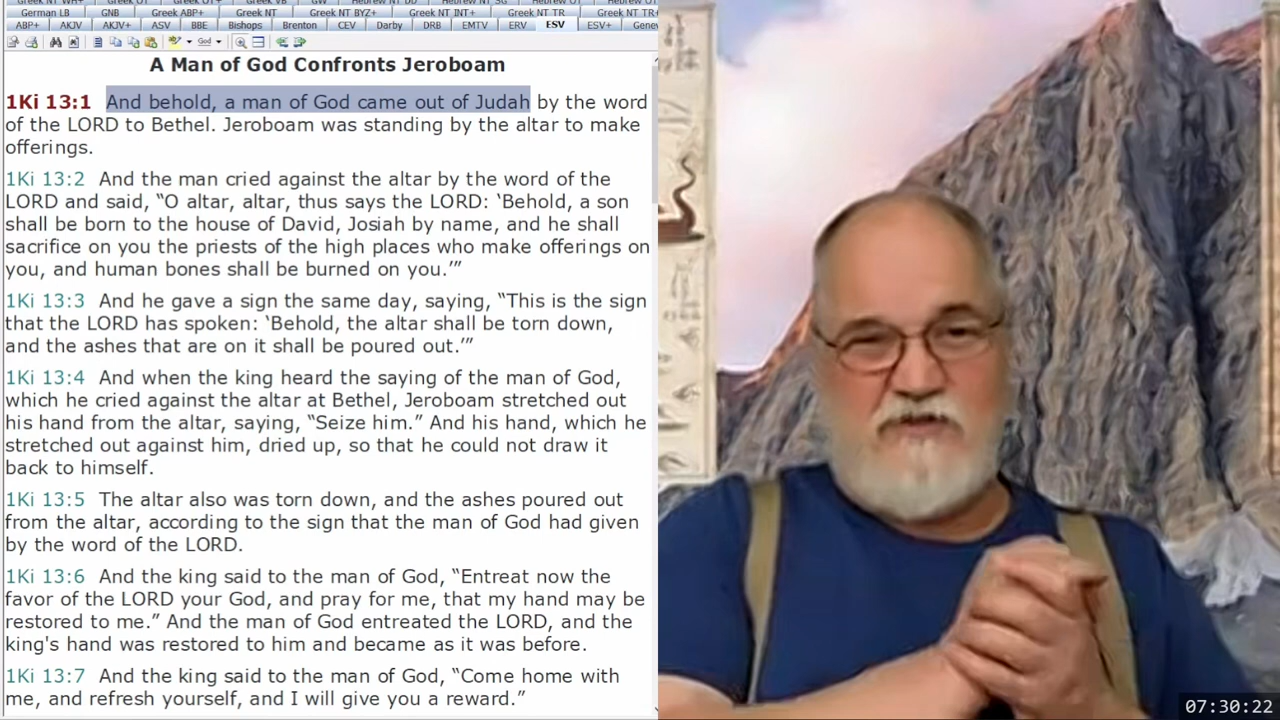 German LB GNB Greek ABP+ Greek NT Greek NT BYZ+ Greek NT INT+ Greek NT TR Greek NT TR+
ABP+ AKJV AKJV+ ASV BBE Bishops Brenton CEV Darby DRB EMTV ERV ESV ESV+ Genev
A Man of God Confronts Jeroboam
1Ki 13:1 And behold, a man of God came out of Judah by the word
of the LORD to Bethel. Jeroboam was standing by the altar to make
offerings.
1Ki 13:2 And the man cried against the altar by the word of the
LORD and said, “O altar, altar, thus says the LORD: ‘Behold, a son
shall be born to the house of David, Josiah by name, and he shall
sacrifice on you the priests of the high places who make offerings on
you, and human bones shall be burned on you.’”
1Ki 13:3 And he gave a sign the same day, saying, “This is the sign
that the LORD has spoken: ‘Behold, the altar shall be torn down,
and the ashes that are on it shall be poured out.’”
1Ki 13:4 And when the king heard the saying of the man of God,
which he cried against the altar at Bethel, Jeroboam stretched out
his hand from the altar, saying, “Seize him.” And his hand, which he
stretched out against him, dried up, so that he could not draw it
back to himself.
1Ki 13:5 The altar also was torn down, and the ashes poured out
from the altar, according to the sign that the man of God had given
by the word of the LORD.
1Ki 13:6 And the king said to the man of God, “Entreat now the
favor of the LORD your God, and pray for me, that my hand may be
restored to me.” And the man of God entreated the LORD, and the
king's hand was restored to him and became as it was before.
1Ki 13:7 And the king said to the man of God, “Come home with
me, and refresh yourself, and I will give you a reward.”
07:30:22